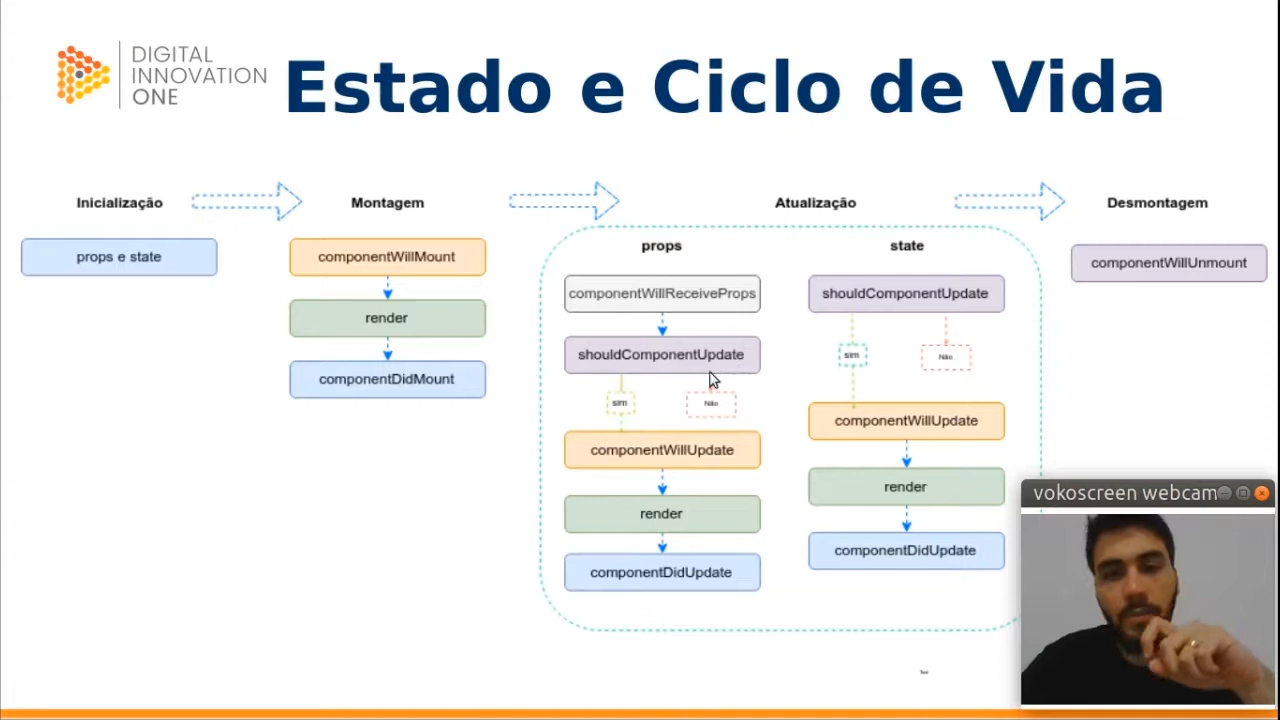 DIGITAL
INNOVATION
ONE
Estado e Ciclo de Vida
Inicialização
Montagem
Atualização
Desmontagem
props e state
componentWillMount
render
componentDidMount
props
componentWillReceiveProps
shouldComponentUpdate
sim
Não
componentWillUpdate
render
componentDidUpdate
state
shouldComponentUpdate
sim
Não
componentWillUpdate
render
componentDidUpdate
componentWillUnmount
Text
vokoscreen webcam